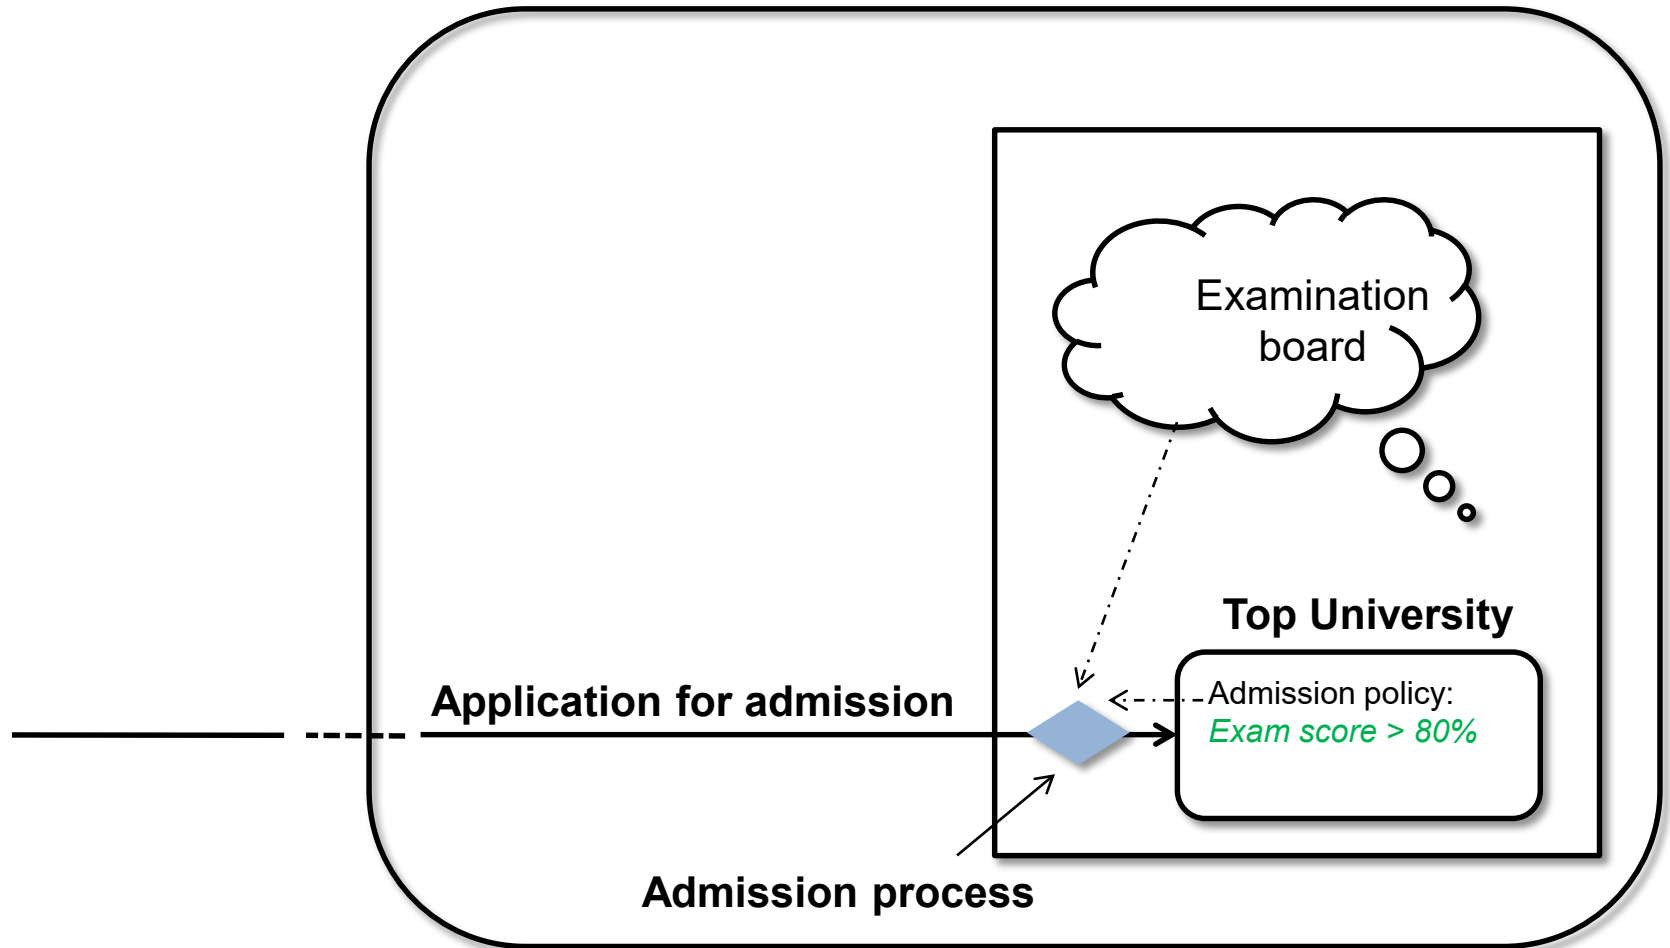 Examination
board
Top University
Application for admission
Admission policy:
Exam score > 80%
Admission process